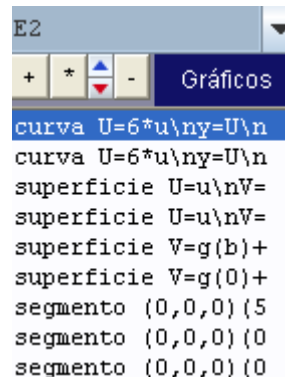 E2
+ * - Gráficos
curva U=6*u\ny=U\n
curva U=6*u\ny=U\n
superficie U=u\nV=
superficie U=u\nV=
superficie V=g(b)+
superficie V=g(0)+
segmento (0,0,0)(5
segmento (0,0,0)(0
segmento (0,0,0)(0